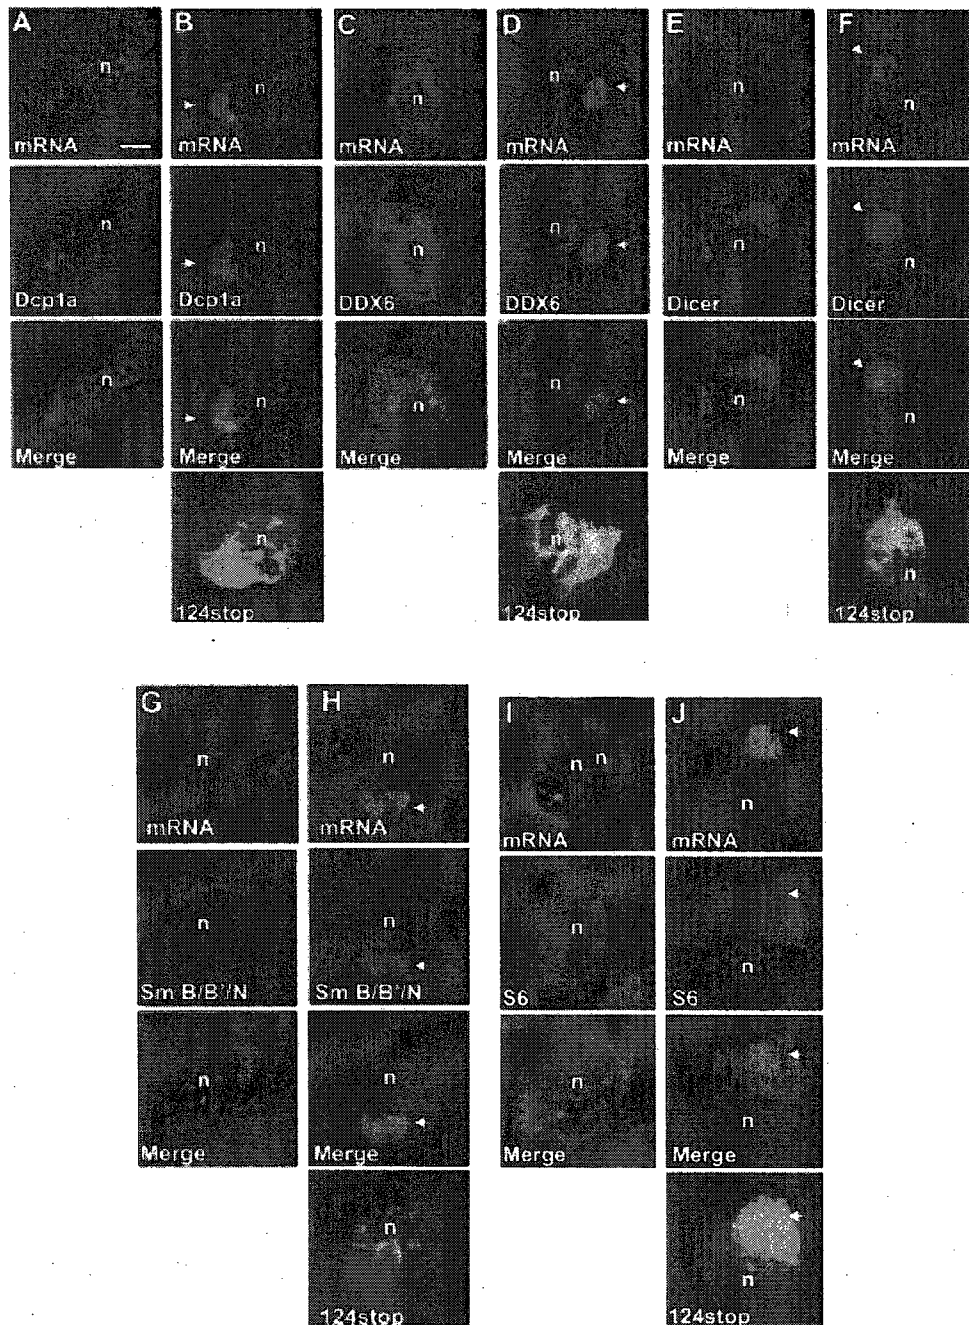 A B C D E F
n n n n n n
mRNA mRNA mRNA mRNA mRNA mRNA
n n n n n n
Dcp1a Dcp1a DDX6 DDX6 Dicer Dicer
n n n n n n
Merge Merge Merge Merge Merge Merge
n n n
124stop 124stop 124stop
G H I J
n n n n n
mRNA mRNA mRNA mRNA
n n n n
Sm B/B'/N Sm B/B'/N S6 S6
n n n n
Merge Merge Merge Merge
n n
124stop 124stop